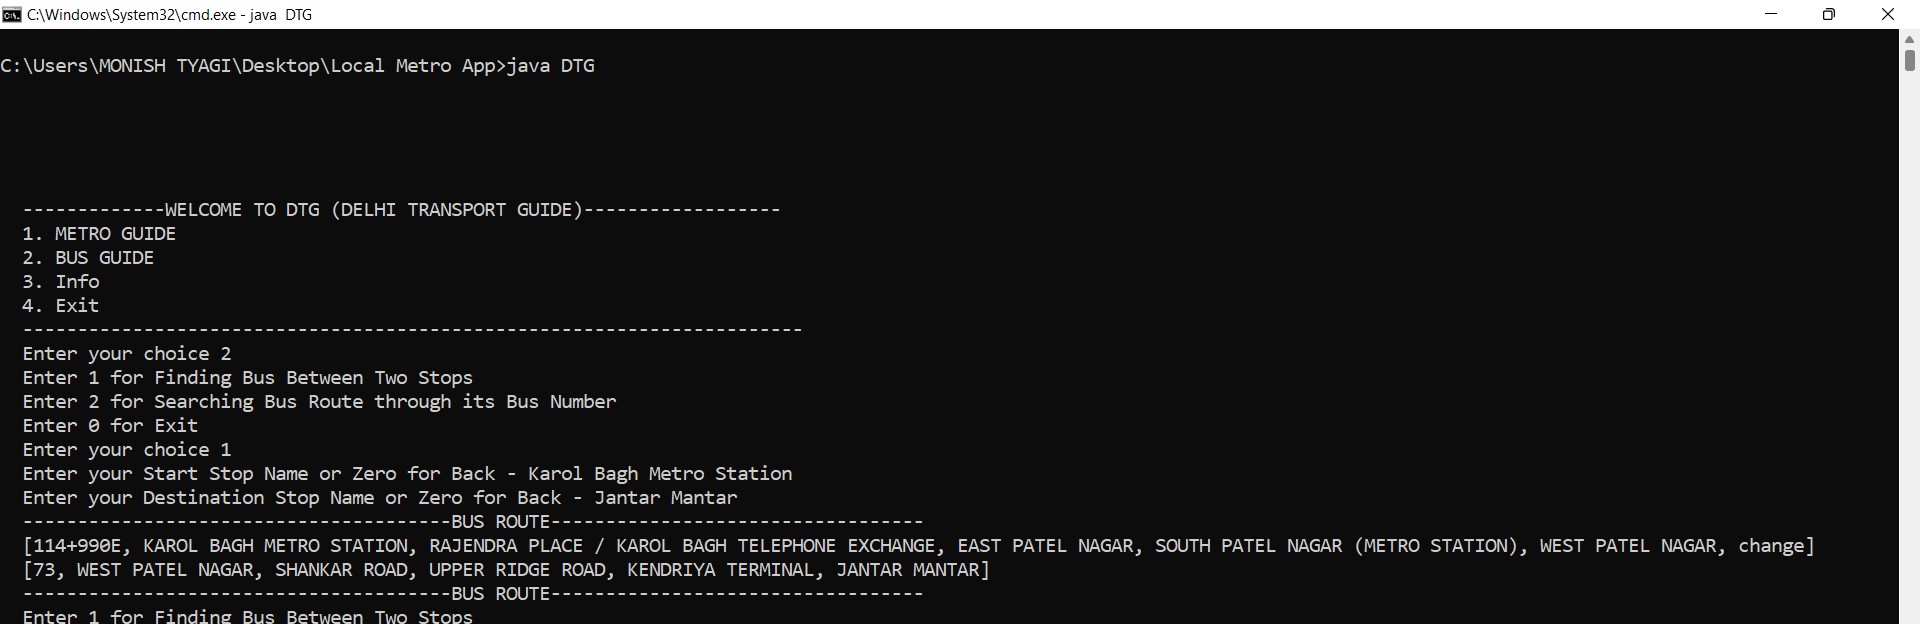 C:\Windows\System32\cmd.exe - java  DTG
C:\Users\MONISH TYAGI\Desktop\Local Metro App>java DTG
-------------WELCOME TO DTG (DELHI TRANSPORT GUIDE)------------------
1. METRO GUIDE
2. BUS GUIDE
3. Info
4. Exit
-----------------------------------------------------------------------
Enter your choice 2
Enter 1 for Finding Bus Between Two Stops
Enter 2 for Searching Bus Route through its Bus Number
Enter 0 for Exit
Enter your choice 1
Enter your Start Stop Name or Zero for Back - Karol Bagh Metro Station
Enter your Destination Stop Name or Zero for Back - Jantar Mantar
---------------------------------------BUS ROUTE----------------------------------
[114+990E, KAROL BAGH METRO STATION, RAJENDRA PLACE / KAROL BAGH TELEPHONE EXCHANGE, EAST PATEL NAGAR, SOUTH PATEL NAGAR (METRO STATION), WEST PATEL NAGAR, change]
[73, WEST PATEL NAGAR, SHANKAR ROAD, UPPER RIDGE ROAD, KENDRIYA TERMINAL, JANTAR MANTAR]
---------------------------------------BUS ROUTE----------------------------------
Enter 1 for Finding Bus Between Two Stops